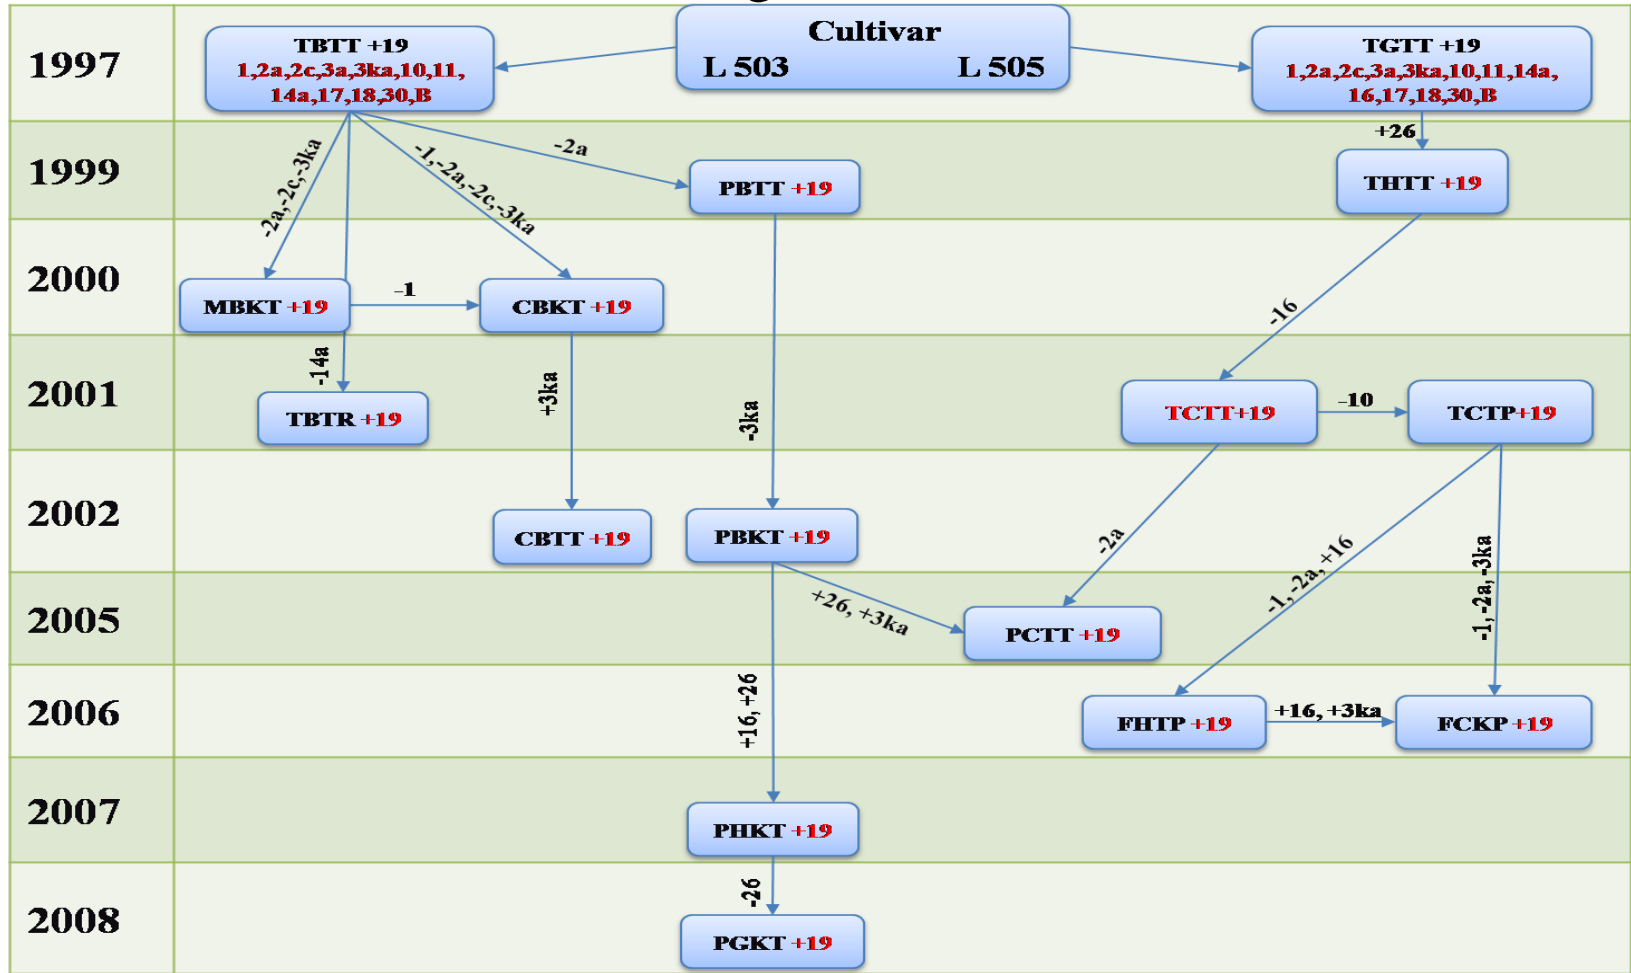 Cultivar
L 503 L 505
1997
TBTT +19
1,2a,2c,3a,3ka,10,11,
14a,17,18,30,B
TGTT +19
1,2a,2c,3a,3ka,10,11,14a,
16,17,18,30,B
+26
1999
-2a,-2c,-3ka
-1,-2a,-2c,-3ka
-2a
PBTT +19
THTT +19
2000
MBKT +19
-1
CBKT +19
-16
2001
-14a
TBTR +19
+3ka
-3ka
TCTT+19
-10
TCTP+19
2002
CBTT +19
PBKT +19
-2a
-1, -2a, +16
-1, -2a, -3ka
2005
+26, +3ka
PCTT +19
2006
+16, +26
FHTP +19
+16, +3ka
FCKP +19
2007
PHKT +19
2008
-26
PGKT +19